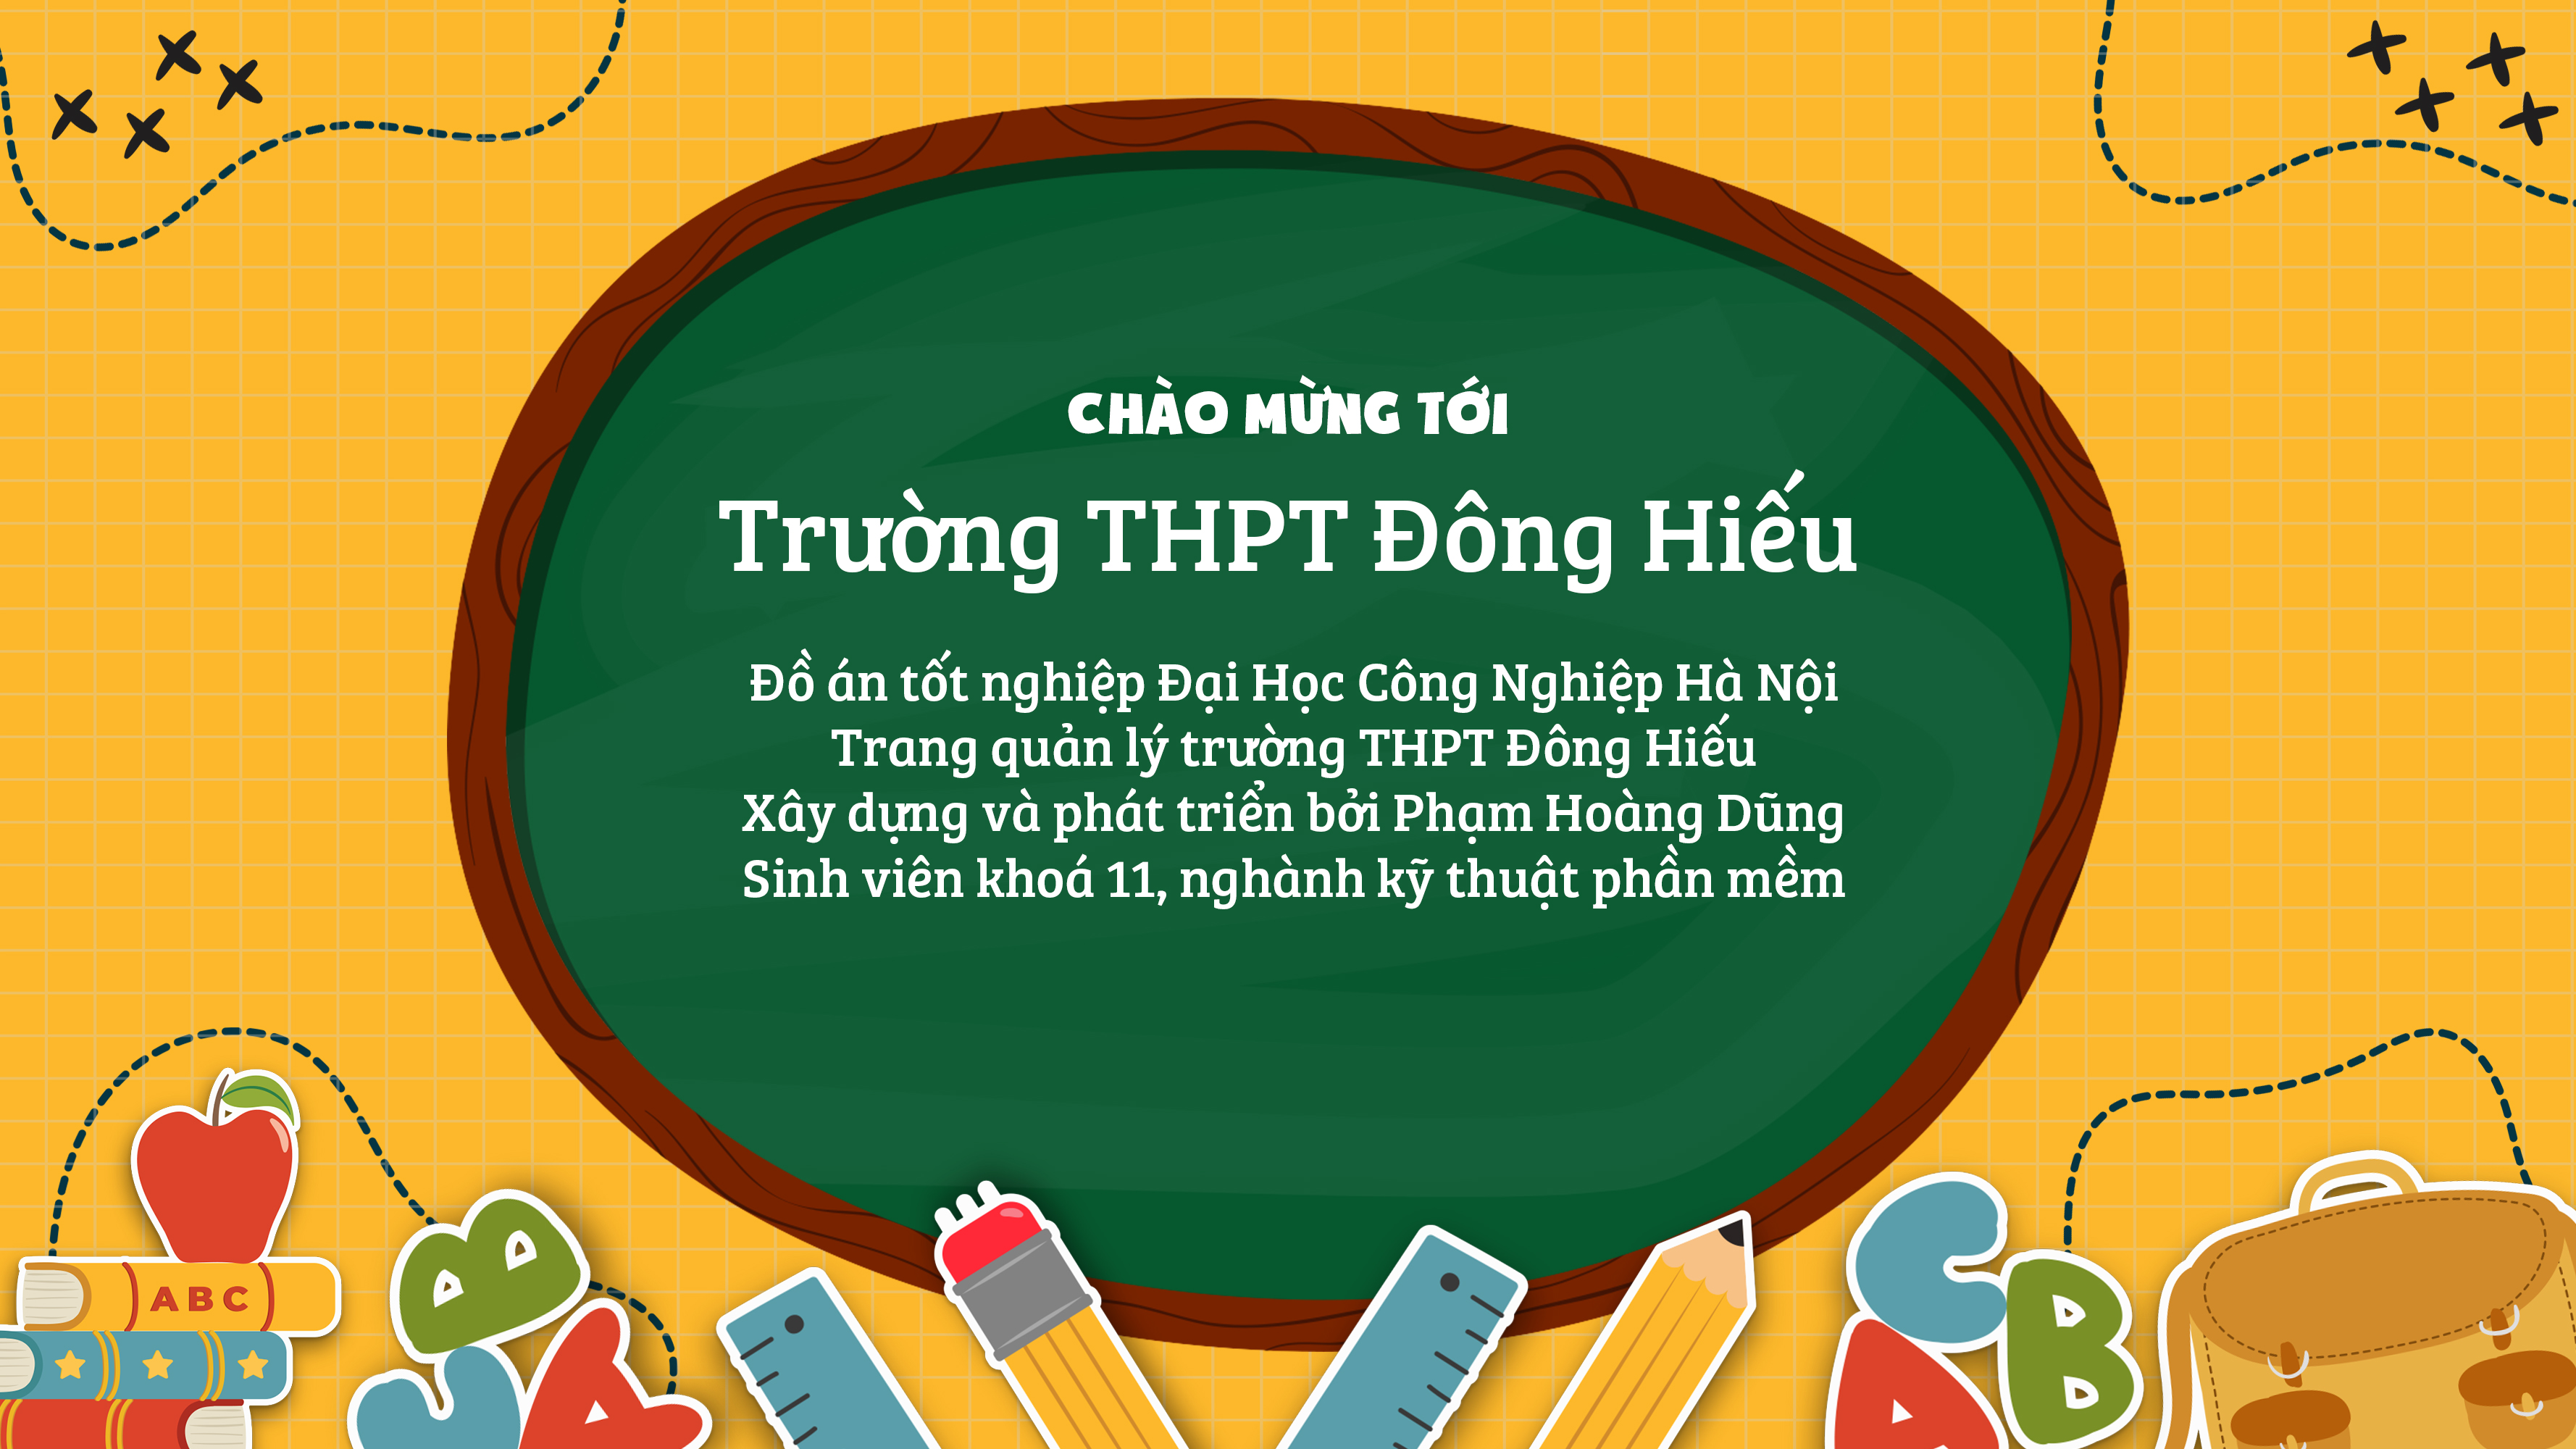 CHÀO MỪNG TỚI
Trường THPT Đông Hiếu
Đồ án tốt nghiệp Đại Học Công Nghiệp Hà Nội
Trang quản lý trường THPT Đông Hiếu
Xây dựng và phát triển bởi Phạm Hoàng Dũng
Sinh viên khoá 11, nghành kỹ thuật phần mềm
ABC
B
A
C
B
A